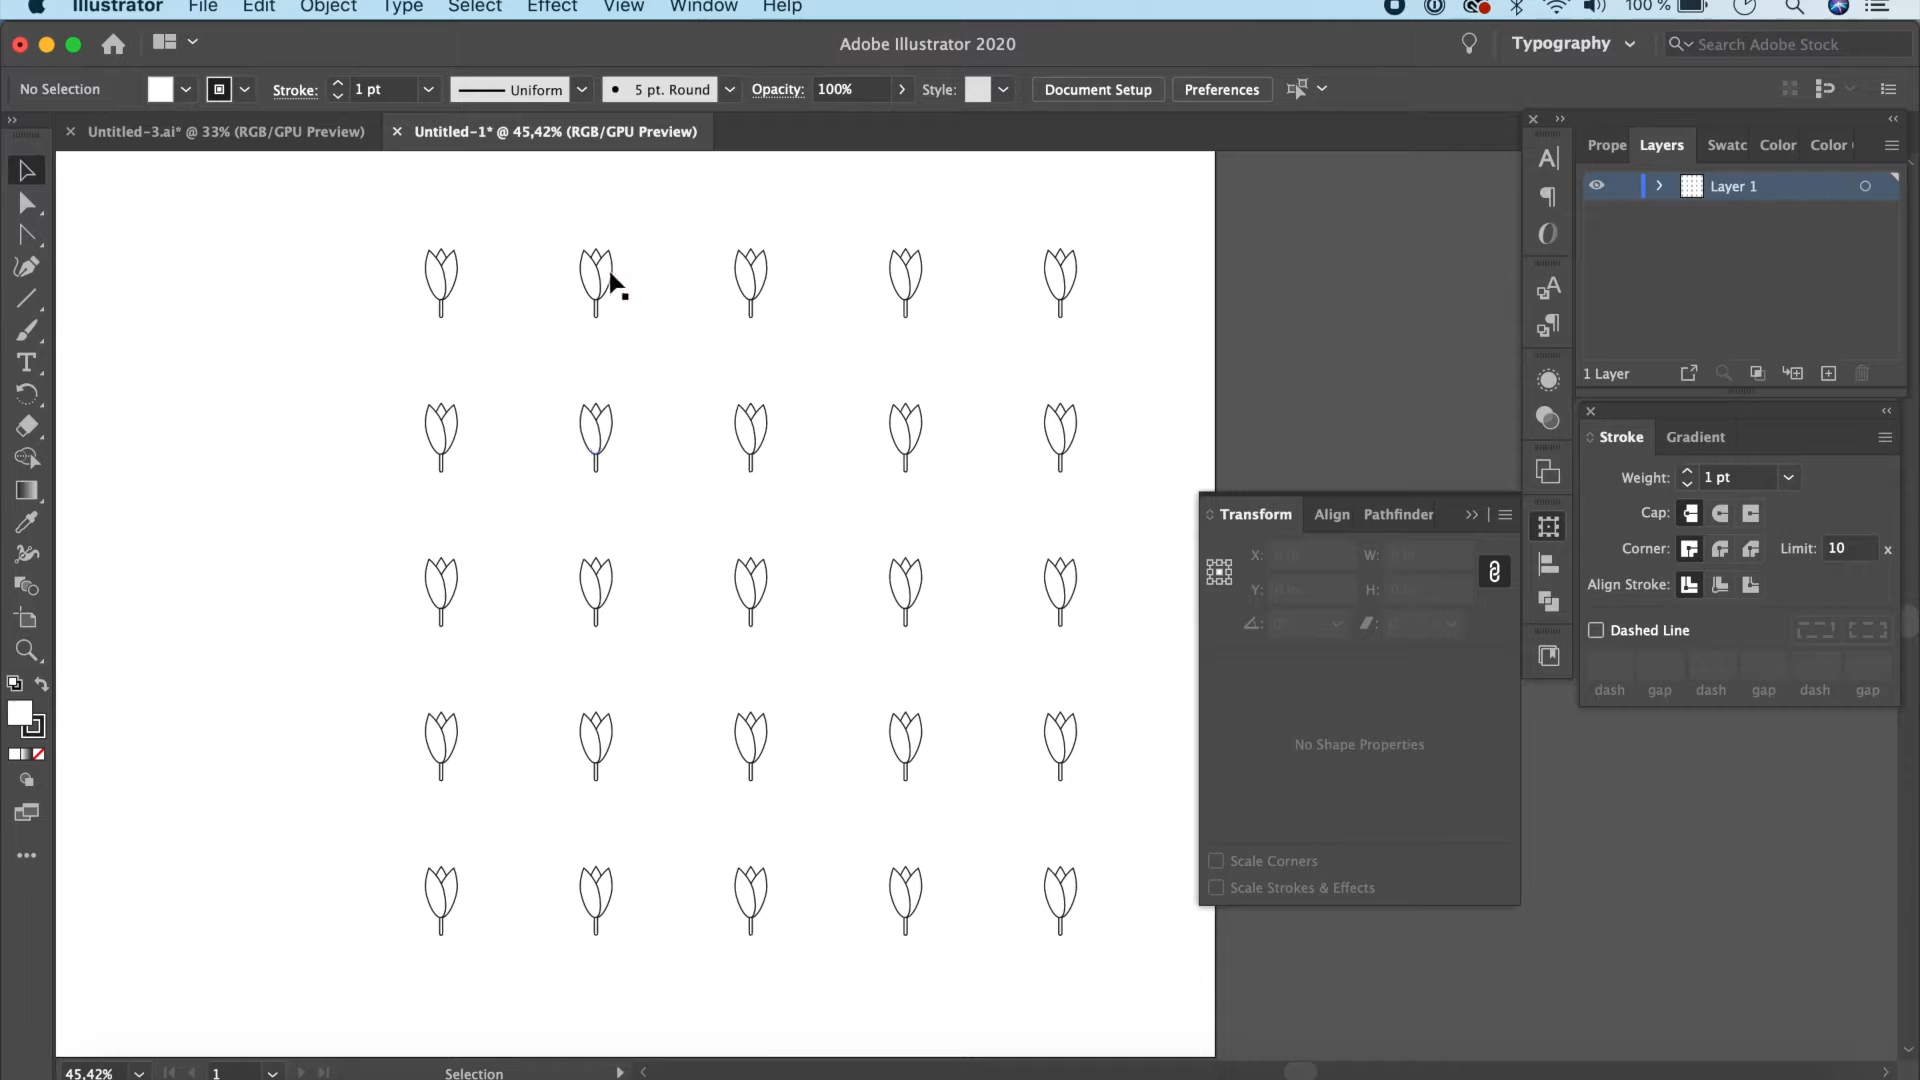 Illustrator File Edit Object Type Select Effect View Window Help 100 %
Adobe Illustrator 2020
Typography
Search Adobe Stock
No Selection Stroke: 1 pt Uniform 5 pt. Round Opacity: 100% Style: Document Setup Preferences
Untitled-3.ai* @ 33% (RGB/GPU Preview)
Untitled-1* @ 45,42% (RGB/GPU Preview)
Prope Layers Swatc Color Color
Layer 1
1 Layer
Stroke Gradient
Weight: 1 pt
Cap:
Corner: Limit: 10 x
Align Stroke:
Dashed Line
dash gap dash gap dash gap
Transform Align Pathfinder
X: W:
Y: H:
No Shape Properties
Scale Corners
Scale Strokes & Effects
45,42% 1 Selection